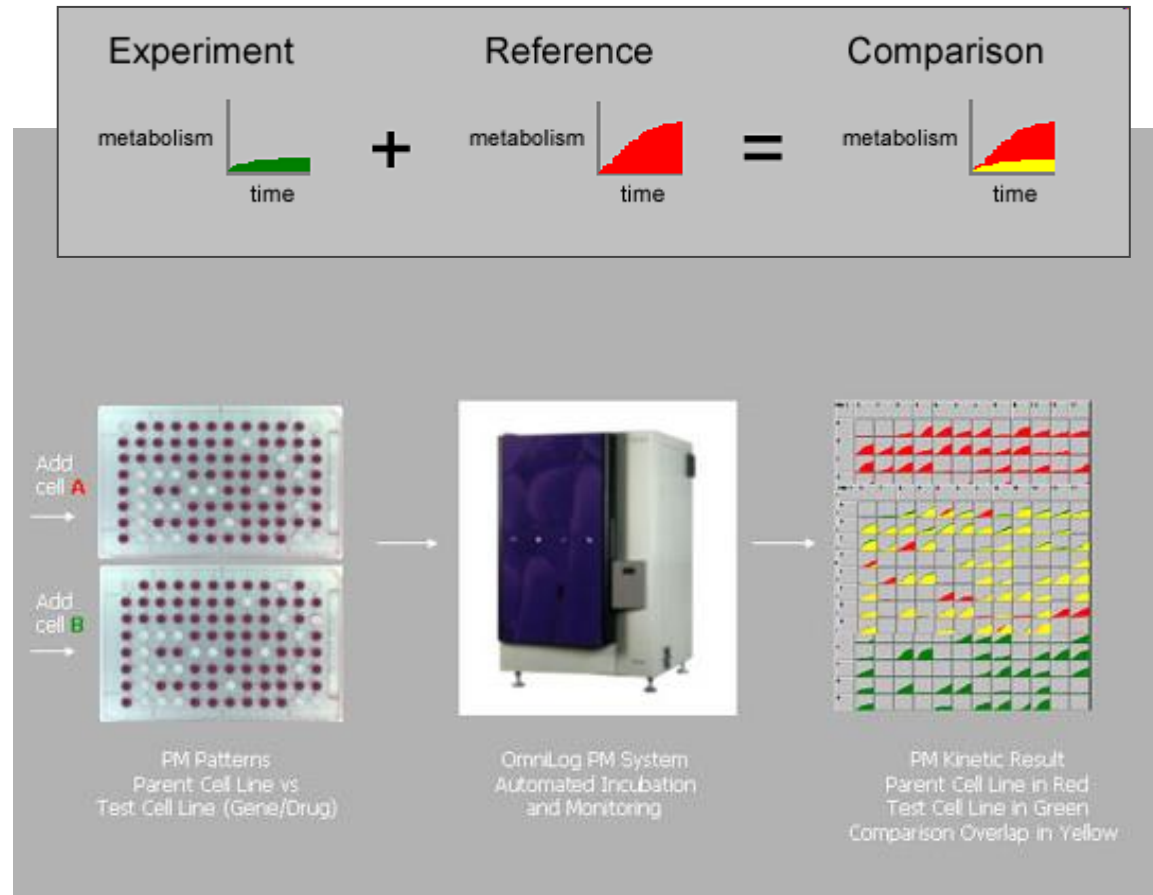 Experiment
Reference
Comparison
metabolism
+
metabolism
=
metabolism
time
time
time
Add
cell A
Add
cell B
PM Patterns
Parent Cell Line vs
Test Cell Line (Gene/Drug)
OmniLog PM System
Automated Incubation
and Monitoring
PM Kinetic Result
Parent Cell Line in Red
Test Cell Line in Green
Comparison Overlap in Yellow